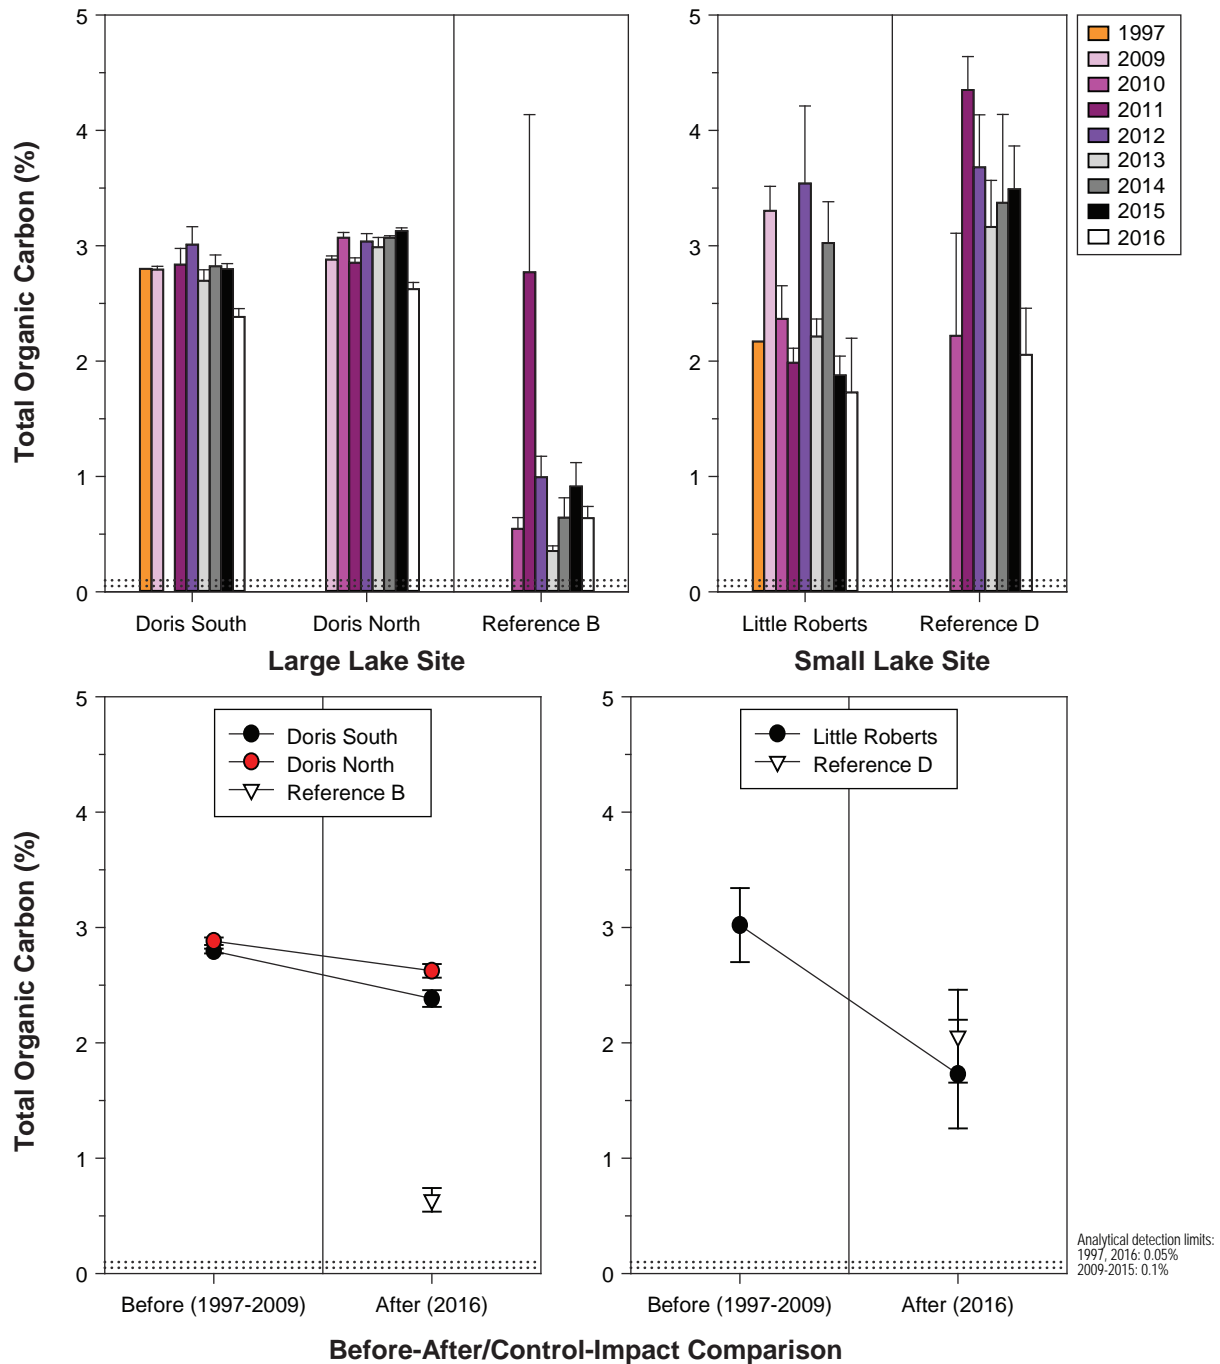 5
4
3
2
1
0
Total Organic Carbon (%)
Doris South
Doris North
Reference B
Large Lake Site
5
4
3
2
1
0
Little Roberts
Reference D
Small Lake Site
1997
2009
2010
2011
2012
2013
2014
2015
2016
5
4
3
2
1
0
Total Organic Carbon (%)
Doris South
Doris North
Reference B
Before (1997-2009)
After (2016)
5
4
3
2
1
0
Little Roberts
Reference D
Before (1997-2009)
After (2016)
Analytical detection limits:
1997, 2016: 0.05%
2009-2015: 0.1%
Before-After/Control-Impact Comparison